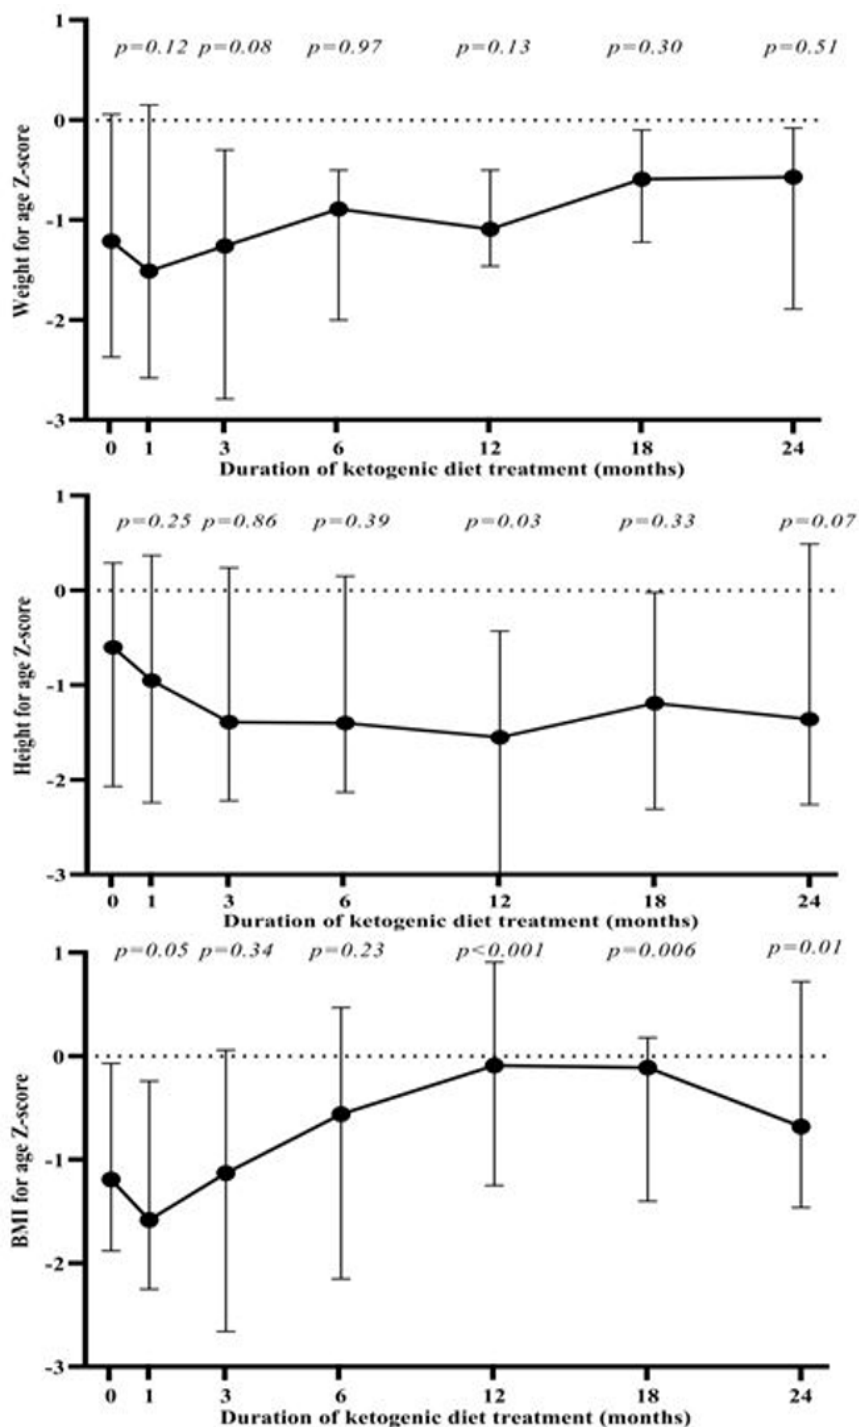 1
p=0.12 p=0.08 p=0.97 p=0.13 p=0.30 p=0.51
0
Weight for age Z-score
-1
-2
-3
0 1 3 6 12 18 24
Duration of ketogenic diet treatment (months)
1
p=0.25 p=0.86 p=0.39 p=0.03 p=0.33 p=0.07
0
Height for age Z-score
-1
-2
-3
0 1 3 6 12 18 24
Duration of ketogenic diet treatment (months)
1
p=0.05 p=0.34 p=0.23 p<0.001 p=0.006 p=0.01
0
BMI for age Z-score
-1
-2
-3
0 1 3 6 12 18 24
Duration of ketogenic diet treatment (months)